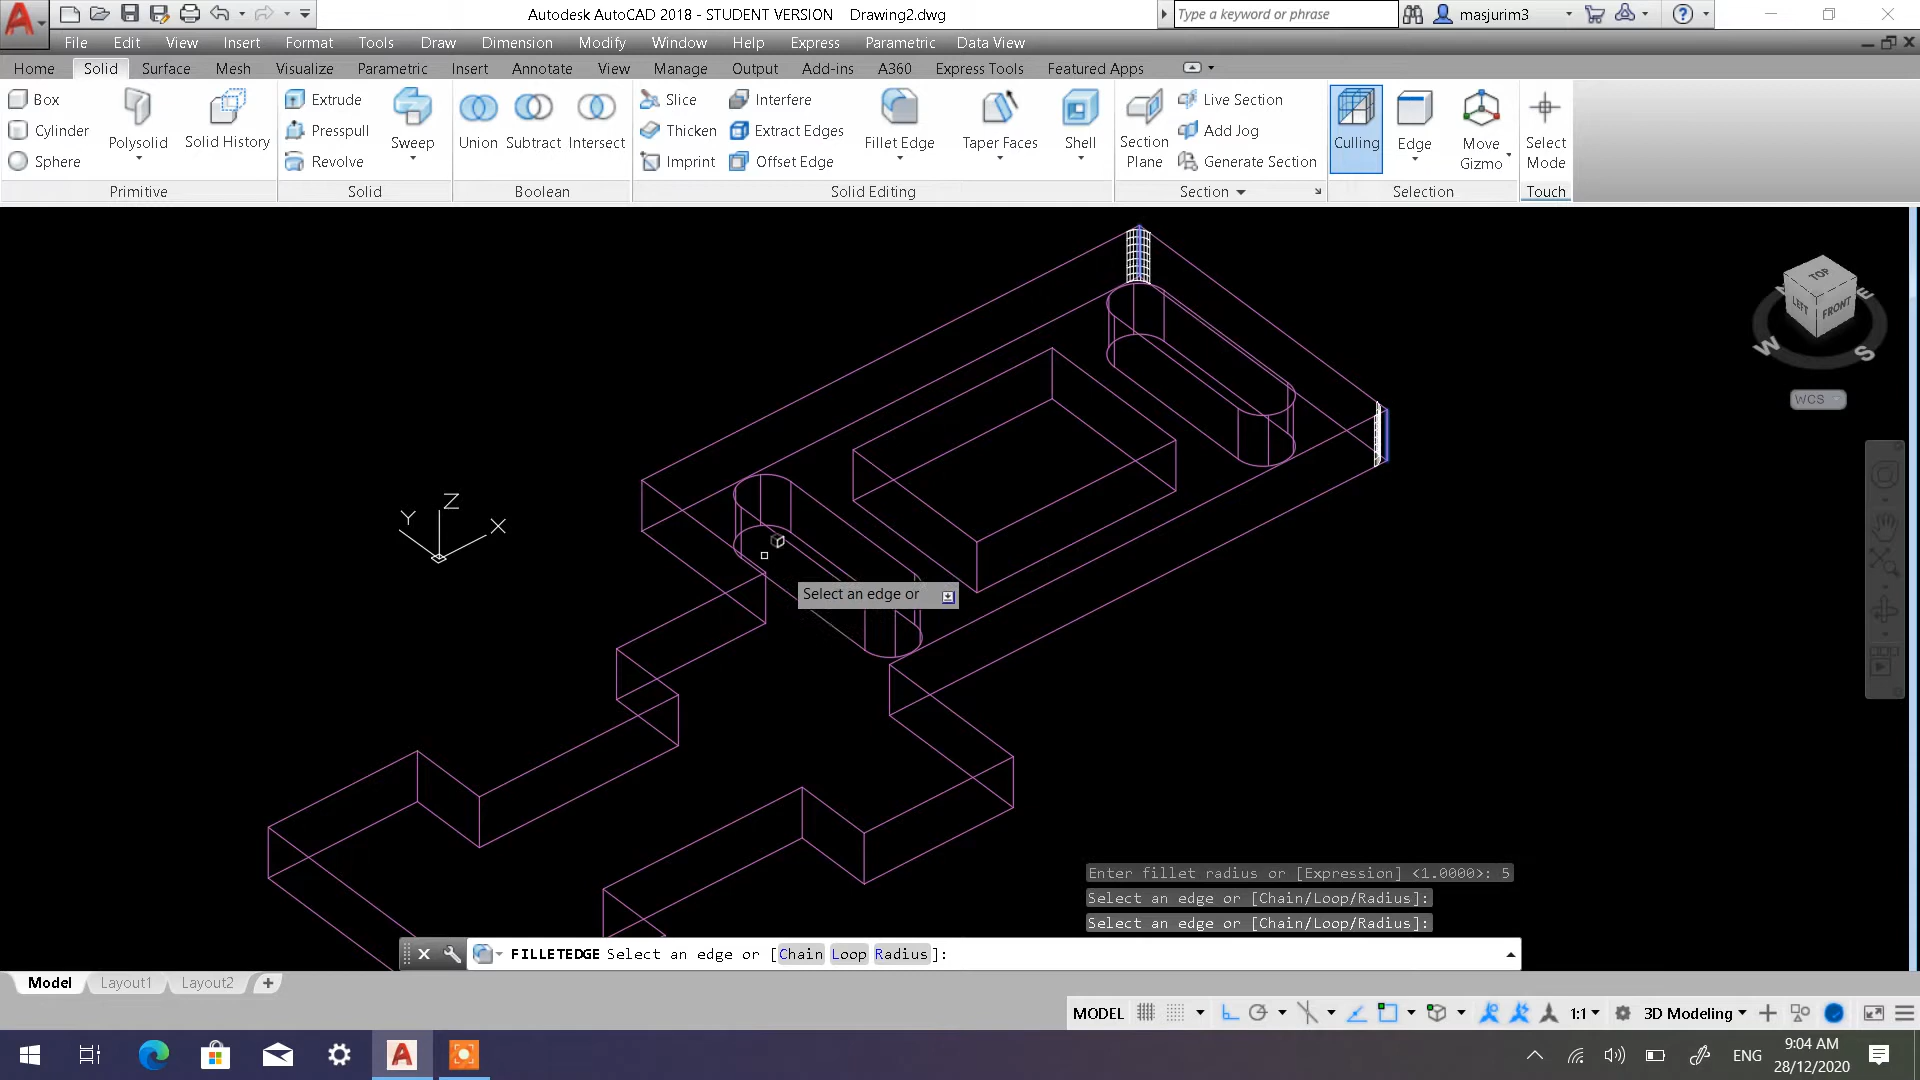 Autodesk AutoCAD 2018 - STUDENT VERSION Drawing2.dwg
Type a keyword or phrase
masjurim3
File Edit View Insert Format Tools Draw Dimension Modify Window Help Express Parametric Data View
Home Solid Surface Mesh Visualize Parametric Insert Annotate View Manage Output Add-ins A360 Express Tools Featured Apps
Box
Cylinder
Sphere
Polysolid
Solid History
Primitive
Extrude
Presspull
Revolve
Sweep
Solid
Union Subtract Intersect
Boolean
Slice
Thicken
Imprint
Interfere
Extract Edges
Offset Edge
Fillet Edge
Taper Faces
Shell
Solid Editing
Section
Plane
Live Section
Add Jog
Generate Section
Section
Culling
Edge
Move
Gizmo
Selection
Select
Mode
Touch
TOP
LEFT
FRONT
E
W
S
WCS
Z
Y
X
Select an edge or
Enter fillet radius or [Expression] <1.0000>: 5
Select an edge or [Chain/Loop/Radius]:
Select an edge or [Chain/Loop/Radius]:
FILLETEDGE Select an edge or [Chain Loop Radius]:
Model Layout1 Layout2 +
MODEL
1:1
3D Modeling
ENG
9:04 AM
28/12/2020